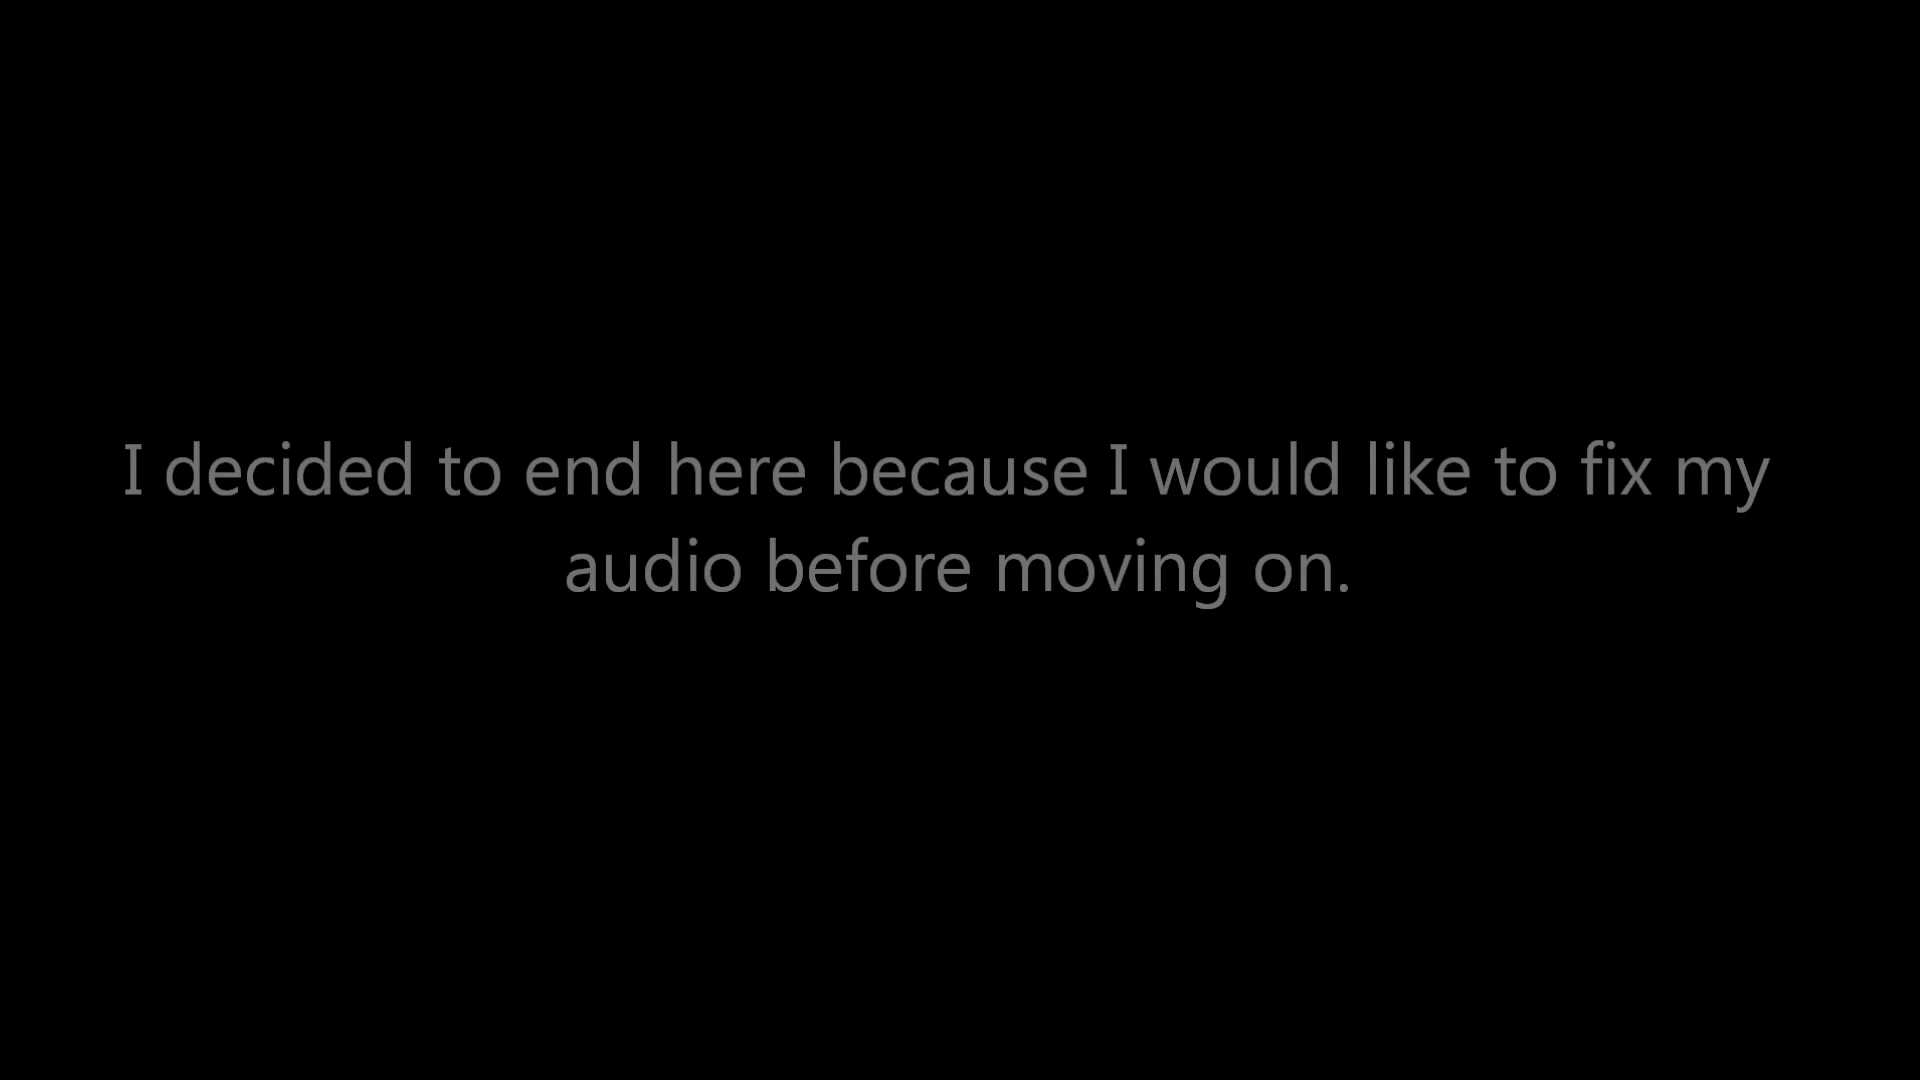 I decided to end here because I would like to fix my
audio before moving on.